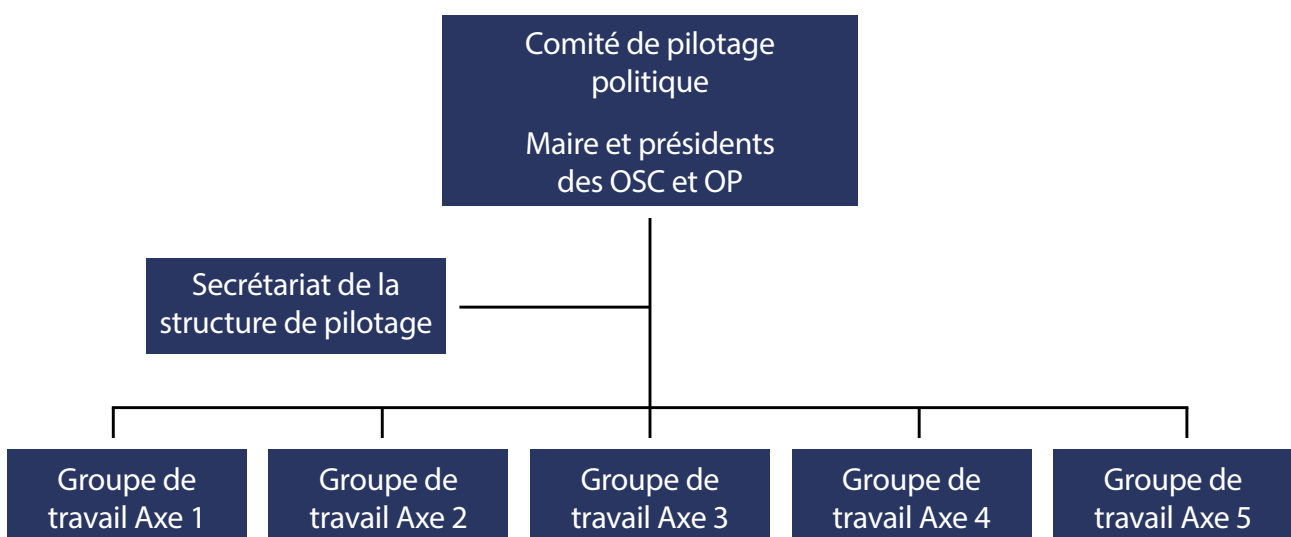 Comité de pilotage
politique
Maire et présidents
des OSC et OP
Secrétariat de la
structure de pilotage
Groupe de
travail Axe 1
Groupe de
travail Axe 2
Groupe de
travail Axe 3
Groupe de
travail Axe 4
Groupe de
travail Axe 5